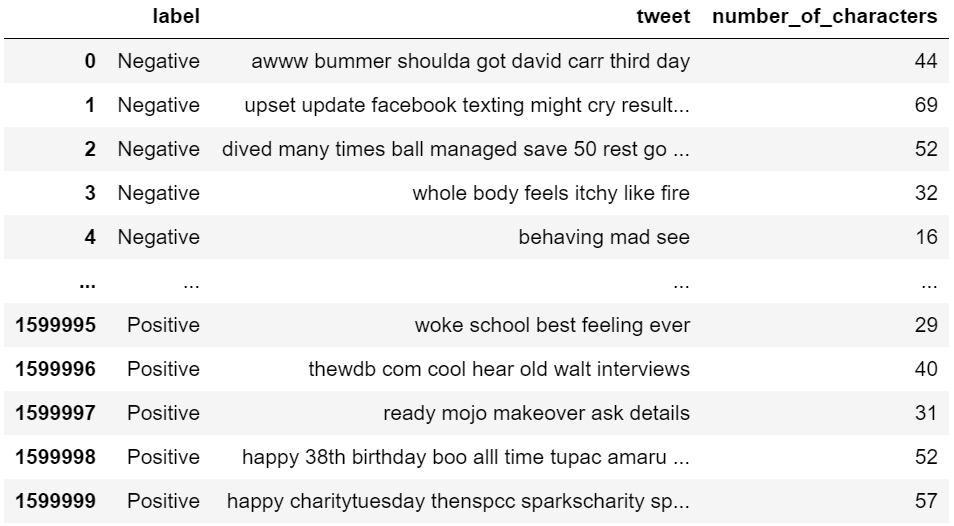 label tweet number_of_characters
0 Negative awww bummer shoulda got david carr third day 44
1 Negative upset update facebook texting might cry result... 69
2 Negative dived many times ball managed save 50 rest go ... 52
3 Negative whole body feels itchy like fire 32
4 Negative behaving mad see 16
... ... ... ...
1599995 Positive woke school best feeling ever 29
1599996 Positive thewdb com cool hear old walt interviews 40
1599997 Positive ready mojo makeover ask details 31
1599998 Positive happy 38th birthday boo alll time tupac amaru ... 52
1599999 Positive happy charitytuesday thenspcc sparkscharity sp... 57